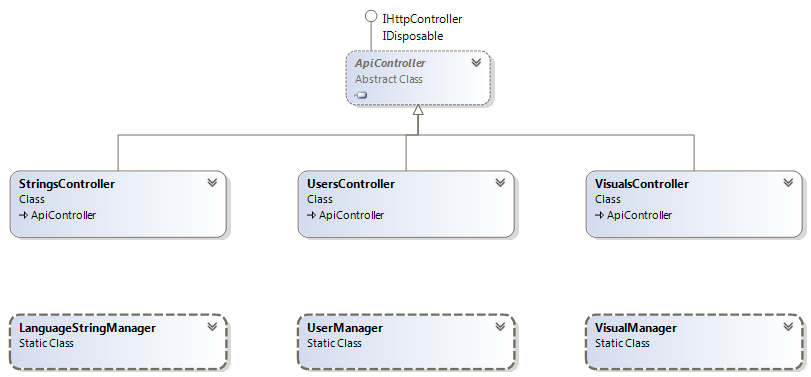 IHttpController
IDisposable
ApiController
Abstract Class
StringsController
Class
ApiController
UsersController
Class
ApiController
VisualsController
Class
ApiController
LanguageStringManager
Static Class
UserManager
Static Class
VisualManager
Static Class